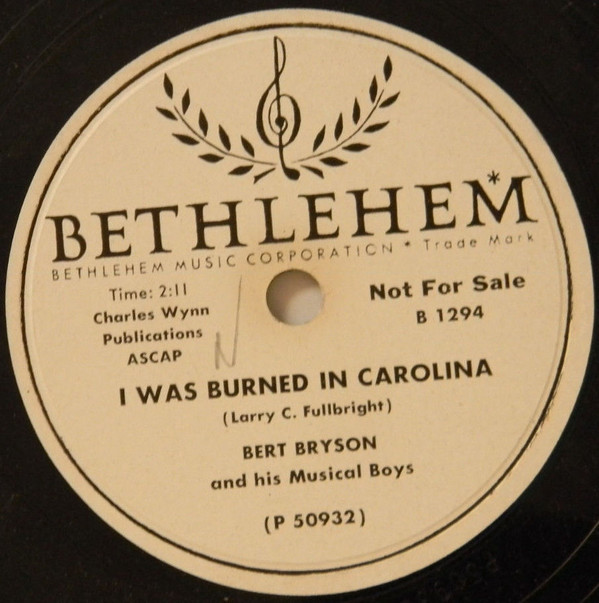 BETHLEHEM*
BETHLEHEM MUSIC CORPORATION * Trade Mark
Time: 2:11
Charles Wynn
Publications
ASCAP
Not For Sale
B 1294
N
I WAS BURNED IN CAROLINA
(Larry C. Fullbright)
BERT BRYSON
and his Musical Boys
(P 50932)